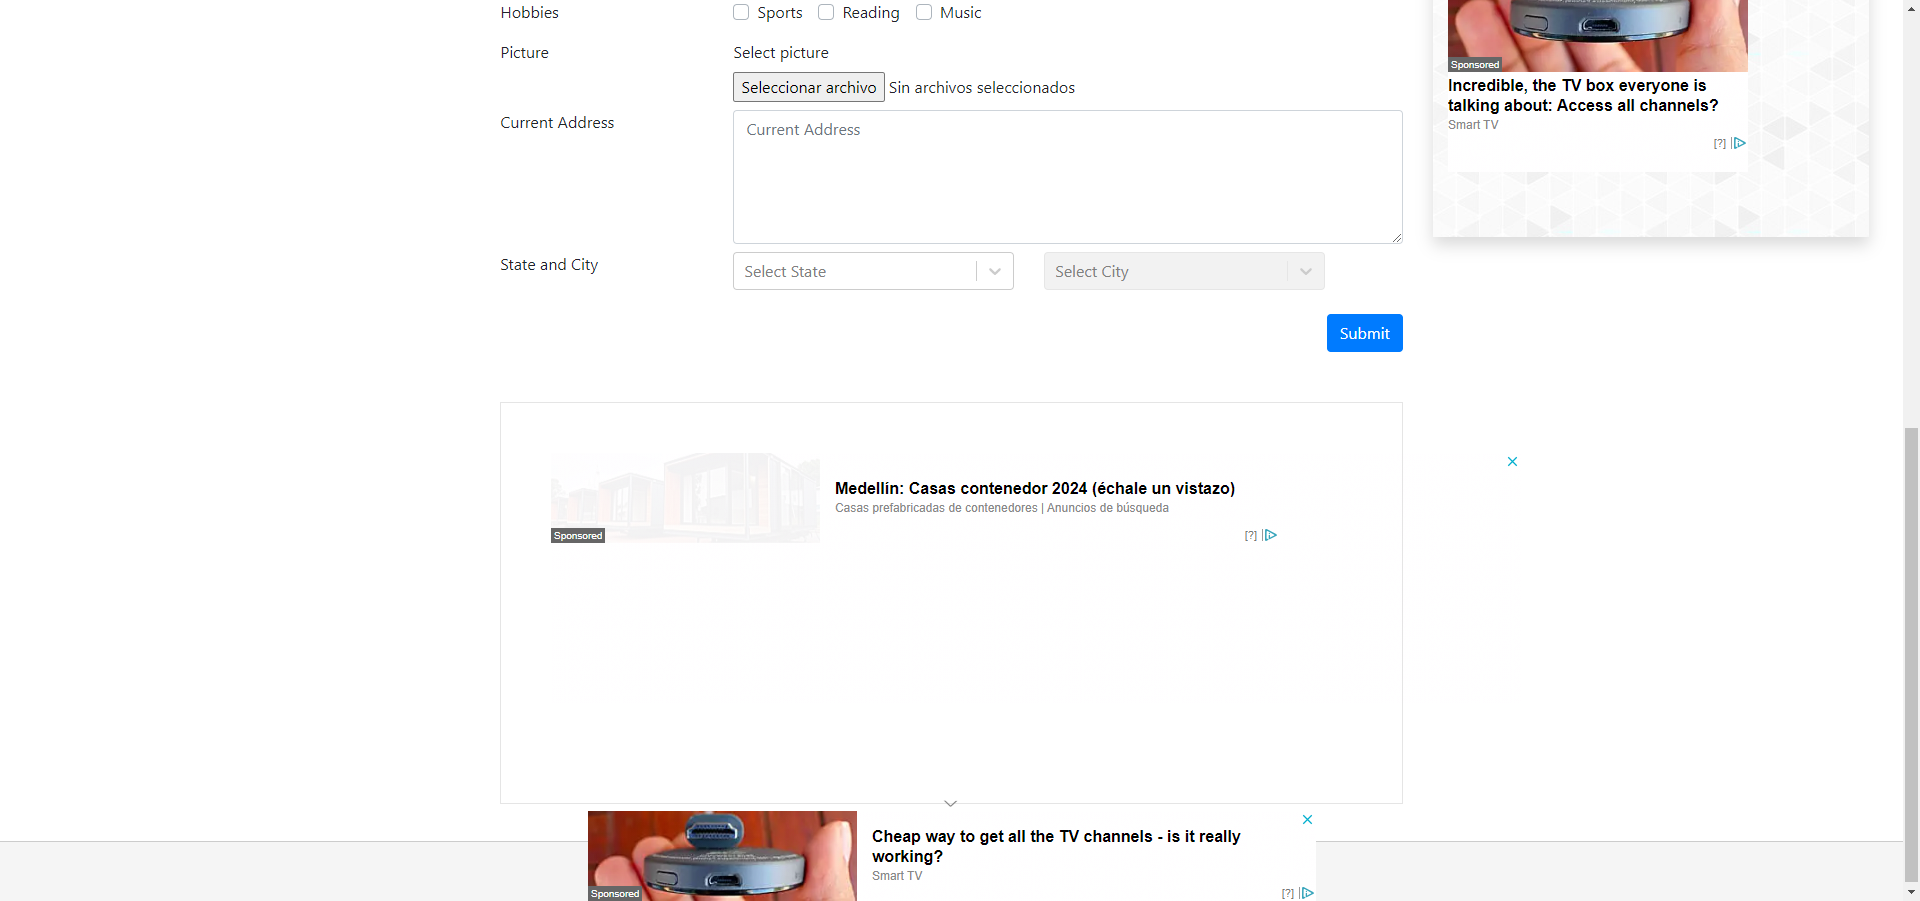 Hobbies
Sports Reading Music
Picture
Select picture
Seleccionar archivo Sin archivos seleccionados
Current Address
Current Address
State and City
Select State
Select City
Submit
Sponsored
Incredible, the TV box everyone is
talking about: Access all channels?
Smart TV
[?]
Medellín: Casas contenedor 2024 (échale un vistazo)
Casas prefabricadas de contenedores | Anuncios de búsqueda
Sponsored
[?]
Cheap way to get all the TV channels - is it really
working?
Smart TV
Sponsored
[?]